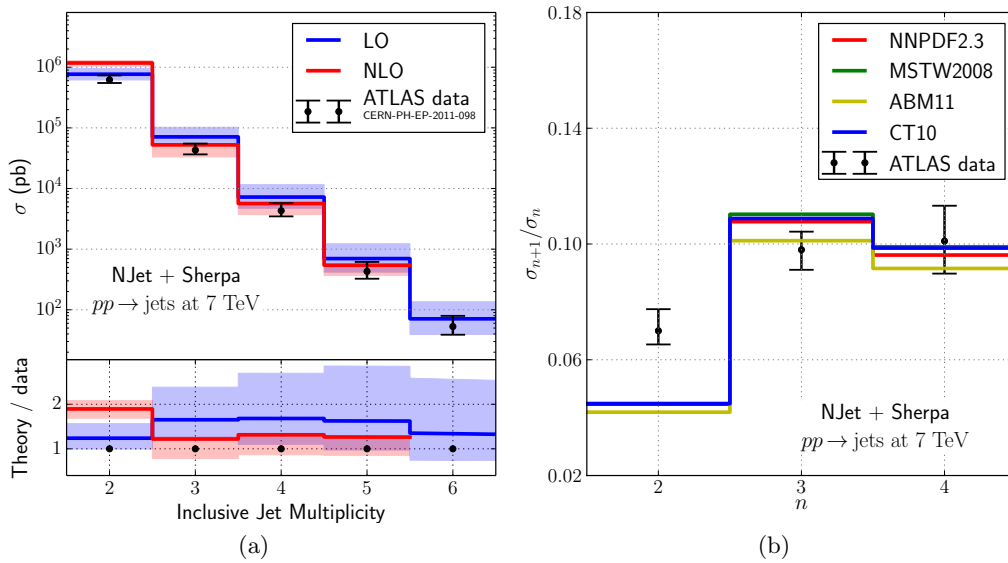 LO
NLO
ATLAS data
CERN-PH-EP-2011-098
10^6
10^5
10^4
10^3
10^2
σ (pb)
NJet + Sherpa
pp → jets at 7 TeV
2
1
Theory / data
2 3 4 5 6
Inclusive Jet Multiplicity
(a)
0.18
0.14
0.10
0.06
0.02
σ_{n+1}/σ_n
NNPDF2.3
MSTW2008
ABM11
CT10
ATLAS data
NJet + Sherpa
pp → jets at 7 TeV
2 3 4
n
(b)